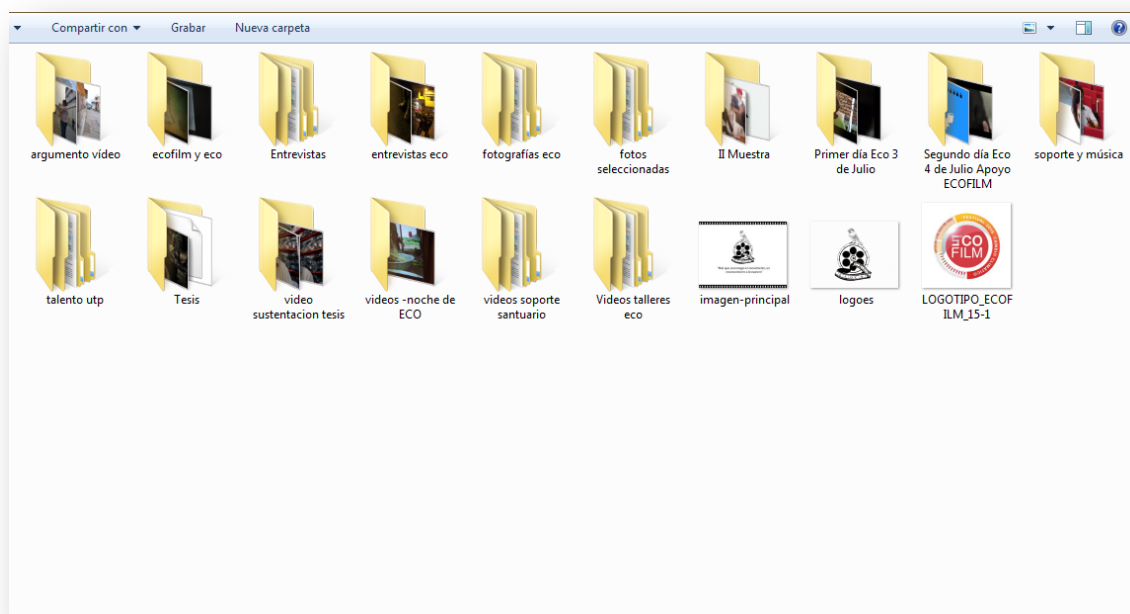 Compartir con
Grabar
Nueva carpeta
argumento vídeo
ecofilm y eco
Entrevistas
entrevistas eco
fotografías eco
fotos
seleccionadas
II Muestra
Primer día Eco 3
de Julio
Segundo día Eco
4 de Julio Apoyo
ECOFILM
soporte y música
talento utp
Tesis
video
sustentacion tesis
videos -noche de
ECO
videos soporte
santuario
Videos talleres
eco
imagen-principal
logoes
ECO
FILM
LOGOTIPO_ECOF
ILM_15-1